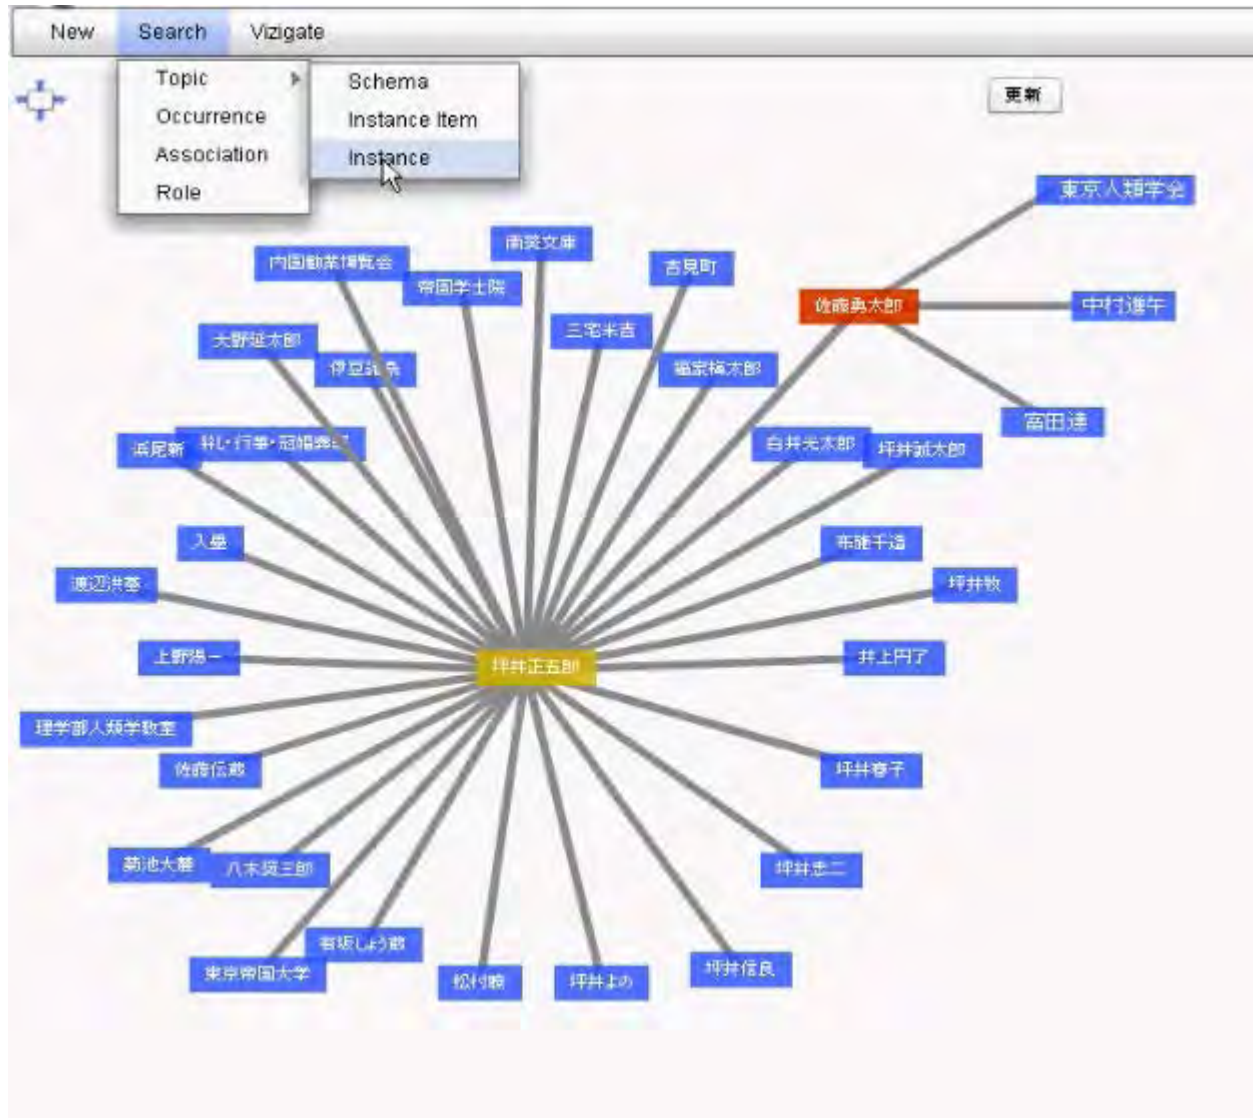 New Search Vizigate
Topic
Schema
Occurrence
Instance Item
Association
Instance
Role
更新
東京人類学会
南葵文庫
内国勧業博覧会
吉見町
帝国学士院
佐藤勇太郎
中村進午
三宅米吉
大野延太郎
福家梅太郎
富田達
浜尾新
白井光太郎
坪井誠太郎
入墨
布施千造
渡辺洪基
坪井牧
上野陽一
坪井正五郎
井上円了
理学部人類学教室
佐藤伝蔵
坪井春子
菊池大麓
八木奘三郎
坪井忠二
有坂しょう蔵
東京帝国大学
松村瞭
坪井よの
坪井信良